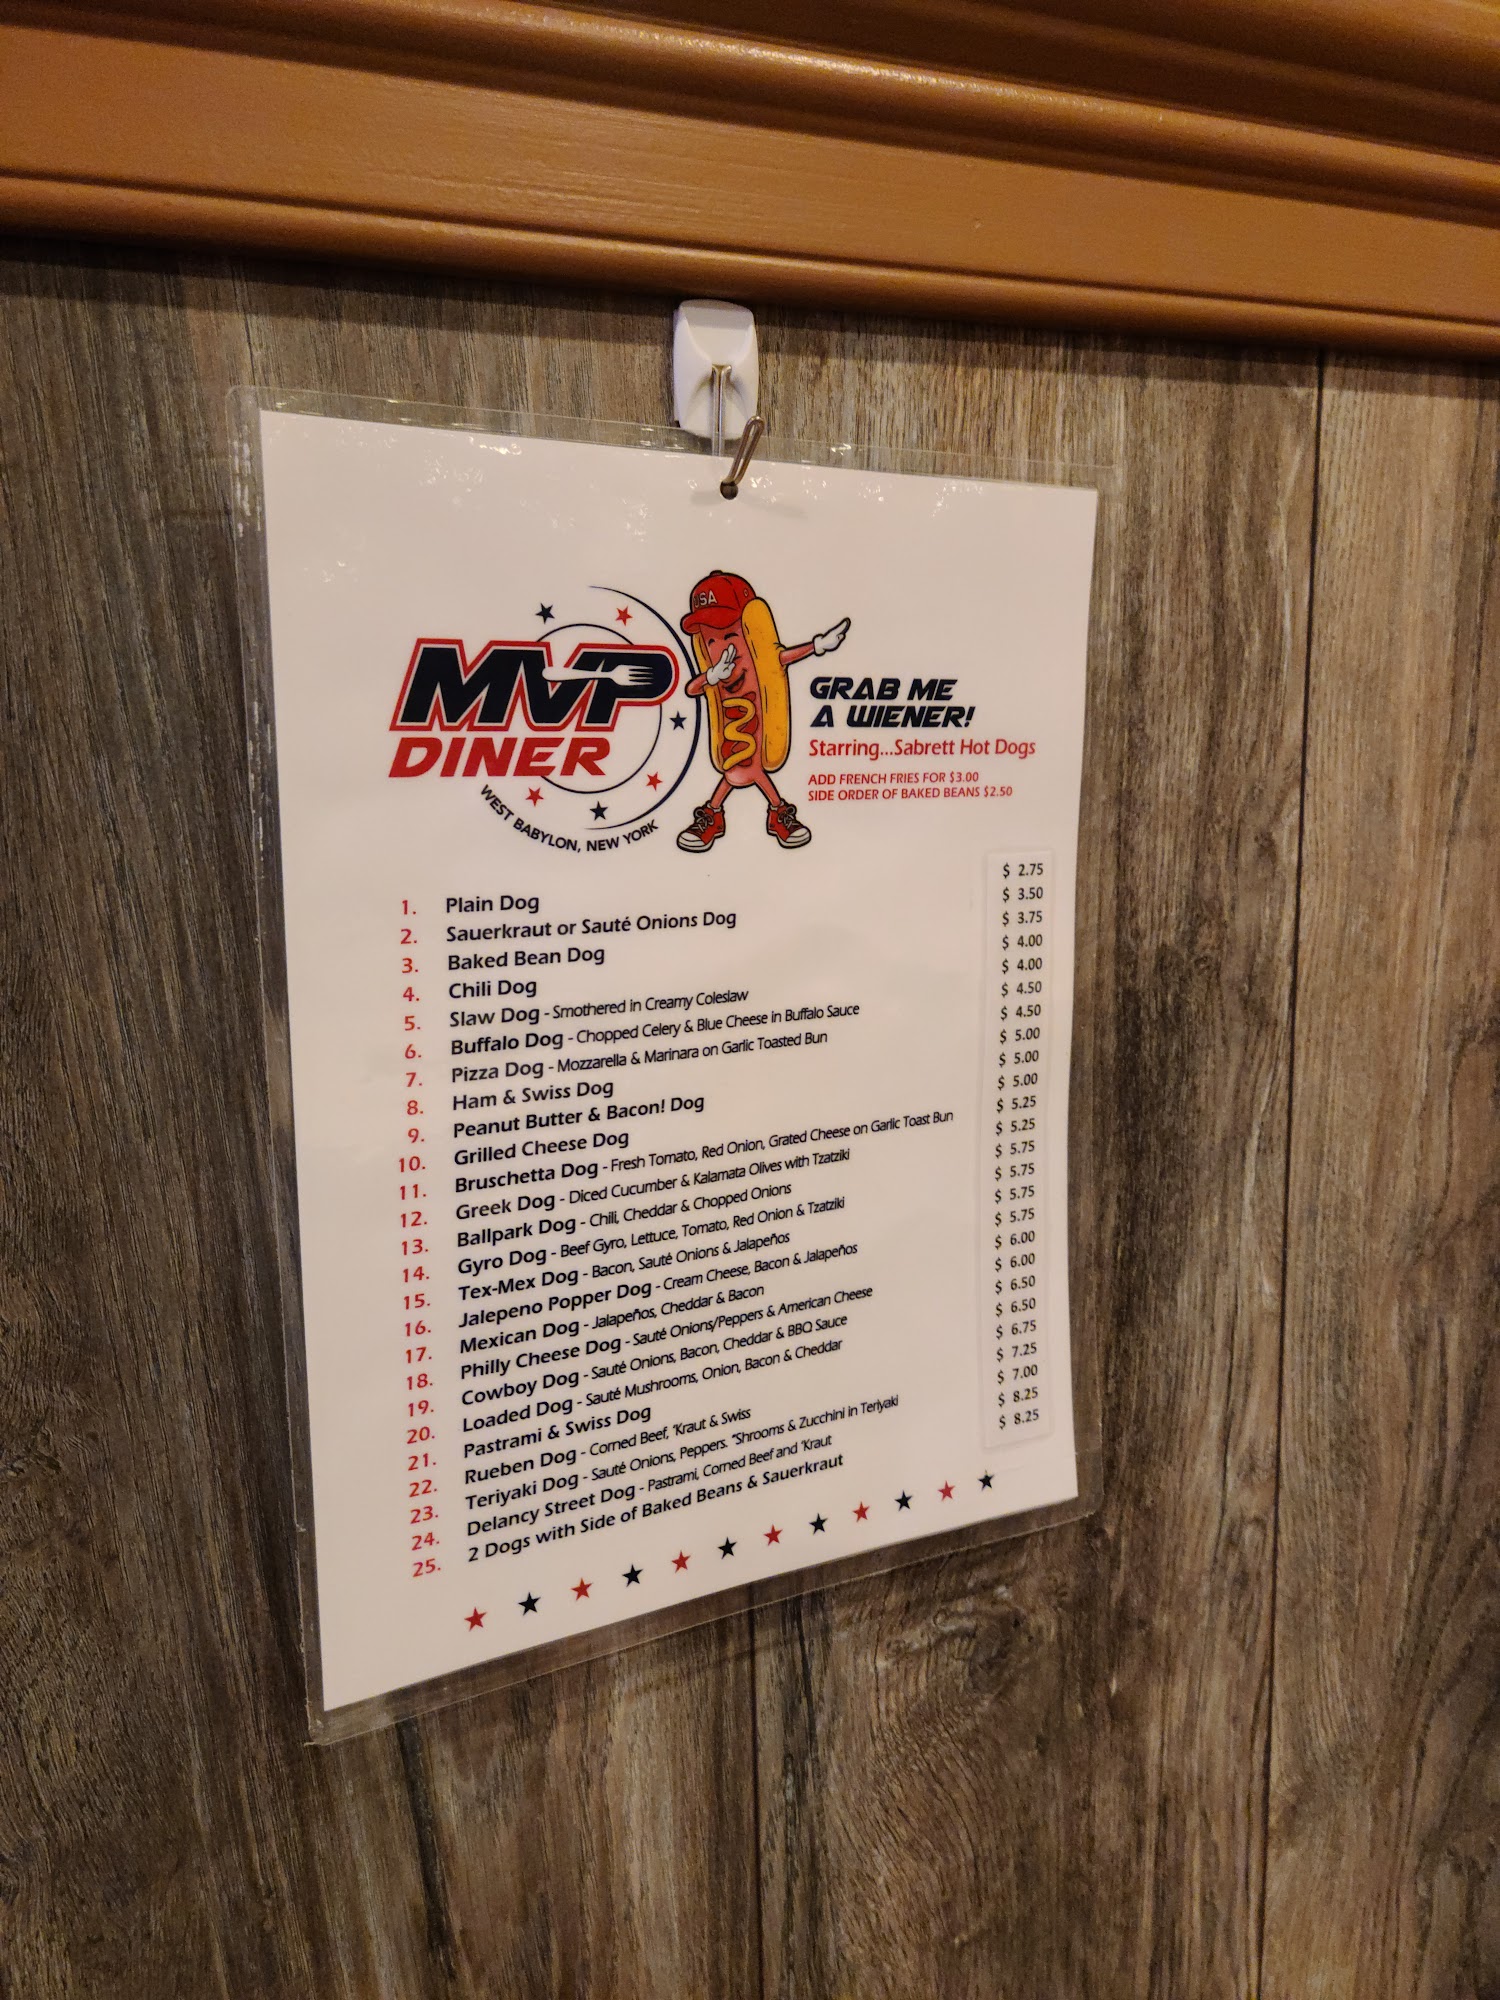 USA
MVP
DINER
WEST BABYLON, NEW YORK
GRAB ME
A WIENER!
Starring...Sabrett Hot Dogs
ADD FRENCH FRIES FOR $3.00
SIDE ORDER OF BAKED BEANS $2.50
1. Plain Dog $ 2.75
2. Sauerkraut or Sauté Onions Dog $ 3.50
3. Baked Bean Dog $ 3.75
4. Chili Dog $ 4.00
5. Slaw Dog - Smothered in Creamy Coleslaw $ 4.00
6. Buffalo Dog - Chopped Celery & Blue Cheese in Buffalo Sauce $ 4.50
7. Pizza Dog - Mozzarella & Marinara on Garlic Toasted Bun $ 4.50
8. Ham & Swiss Dog $ 5.00
9. Peanut Butter & Bacon! Dog $ 5.00
10. Grilled Cheese Dog $ 5.00
11. Bruschetta Dog - Fresh Tomato, Red Onion, Grated Cheese on Garlic Toast Bun $ 5.25
12. Greek Dog - Diced Cucumber & Kalamata Olives with Tzatziki $ 5.25
13. Ballpark Dog - Chili, Cheddar & Chopped Onions $ 5.75
14. Gyro Dog - Beef Gyro, Lettuce, Tomato, Red Onion & Tzatziki $ 5.75
15. Tex-Mex Dog - Bacon, Sauté Onions & Jalapeños $ 5.75
16. Jalepeno Popper Dog - Cream Cheese, Bacon & Jalapeños $ 5.75
17. Mexican Dog - Jalapeños, Cheddar & Bacon $ 6.00
18. Philly Cheese Dog - Sauté Onions/Peppers & American Cheese $ 6.00
19. Cowboy Dog - Sauté Onions, Bacon, Cheddar & BBQ Sauce $ 6.50
20. Loaded Dog - Sauté Mushrooms, Onion, Bacon & Cheddar $ 6.50
21. Pastrami & Swiss Dog $ 6.75
22. Rueben Dog - Corned Beef, 'Kraut & Swiss $ 7.25
23. Teriyaki Dog - Sauté Onions, Peppers. "Shrooms & Zucchini in Teriyaki $ 7.00
24. Delancy Street Dog - Pastrami, Corned Beef and 'Kraut $ 8.25
25. 2 Dogs with Side of Baked Beans & Sauerkraut $ 8.25